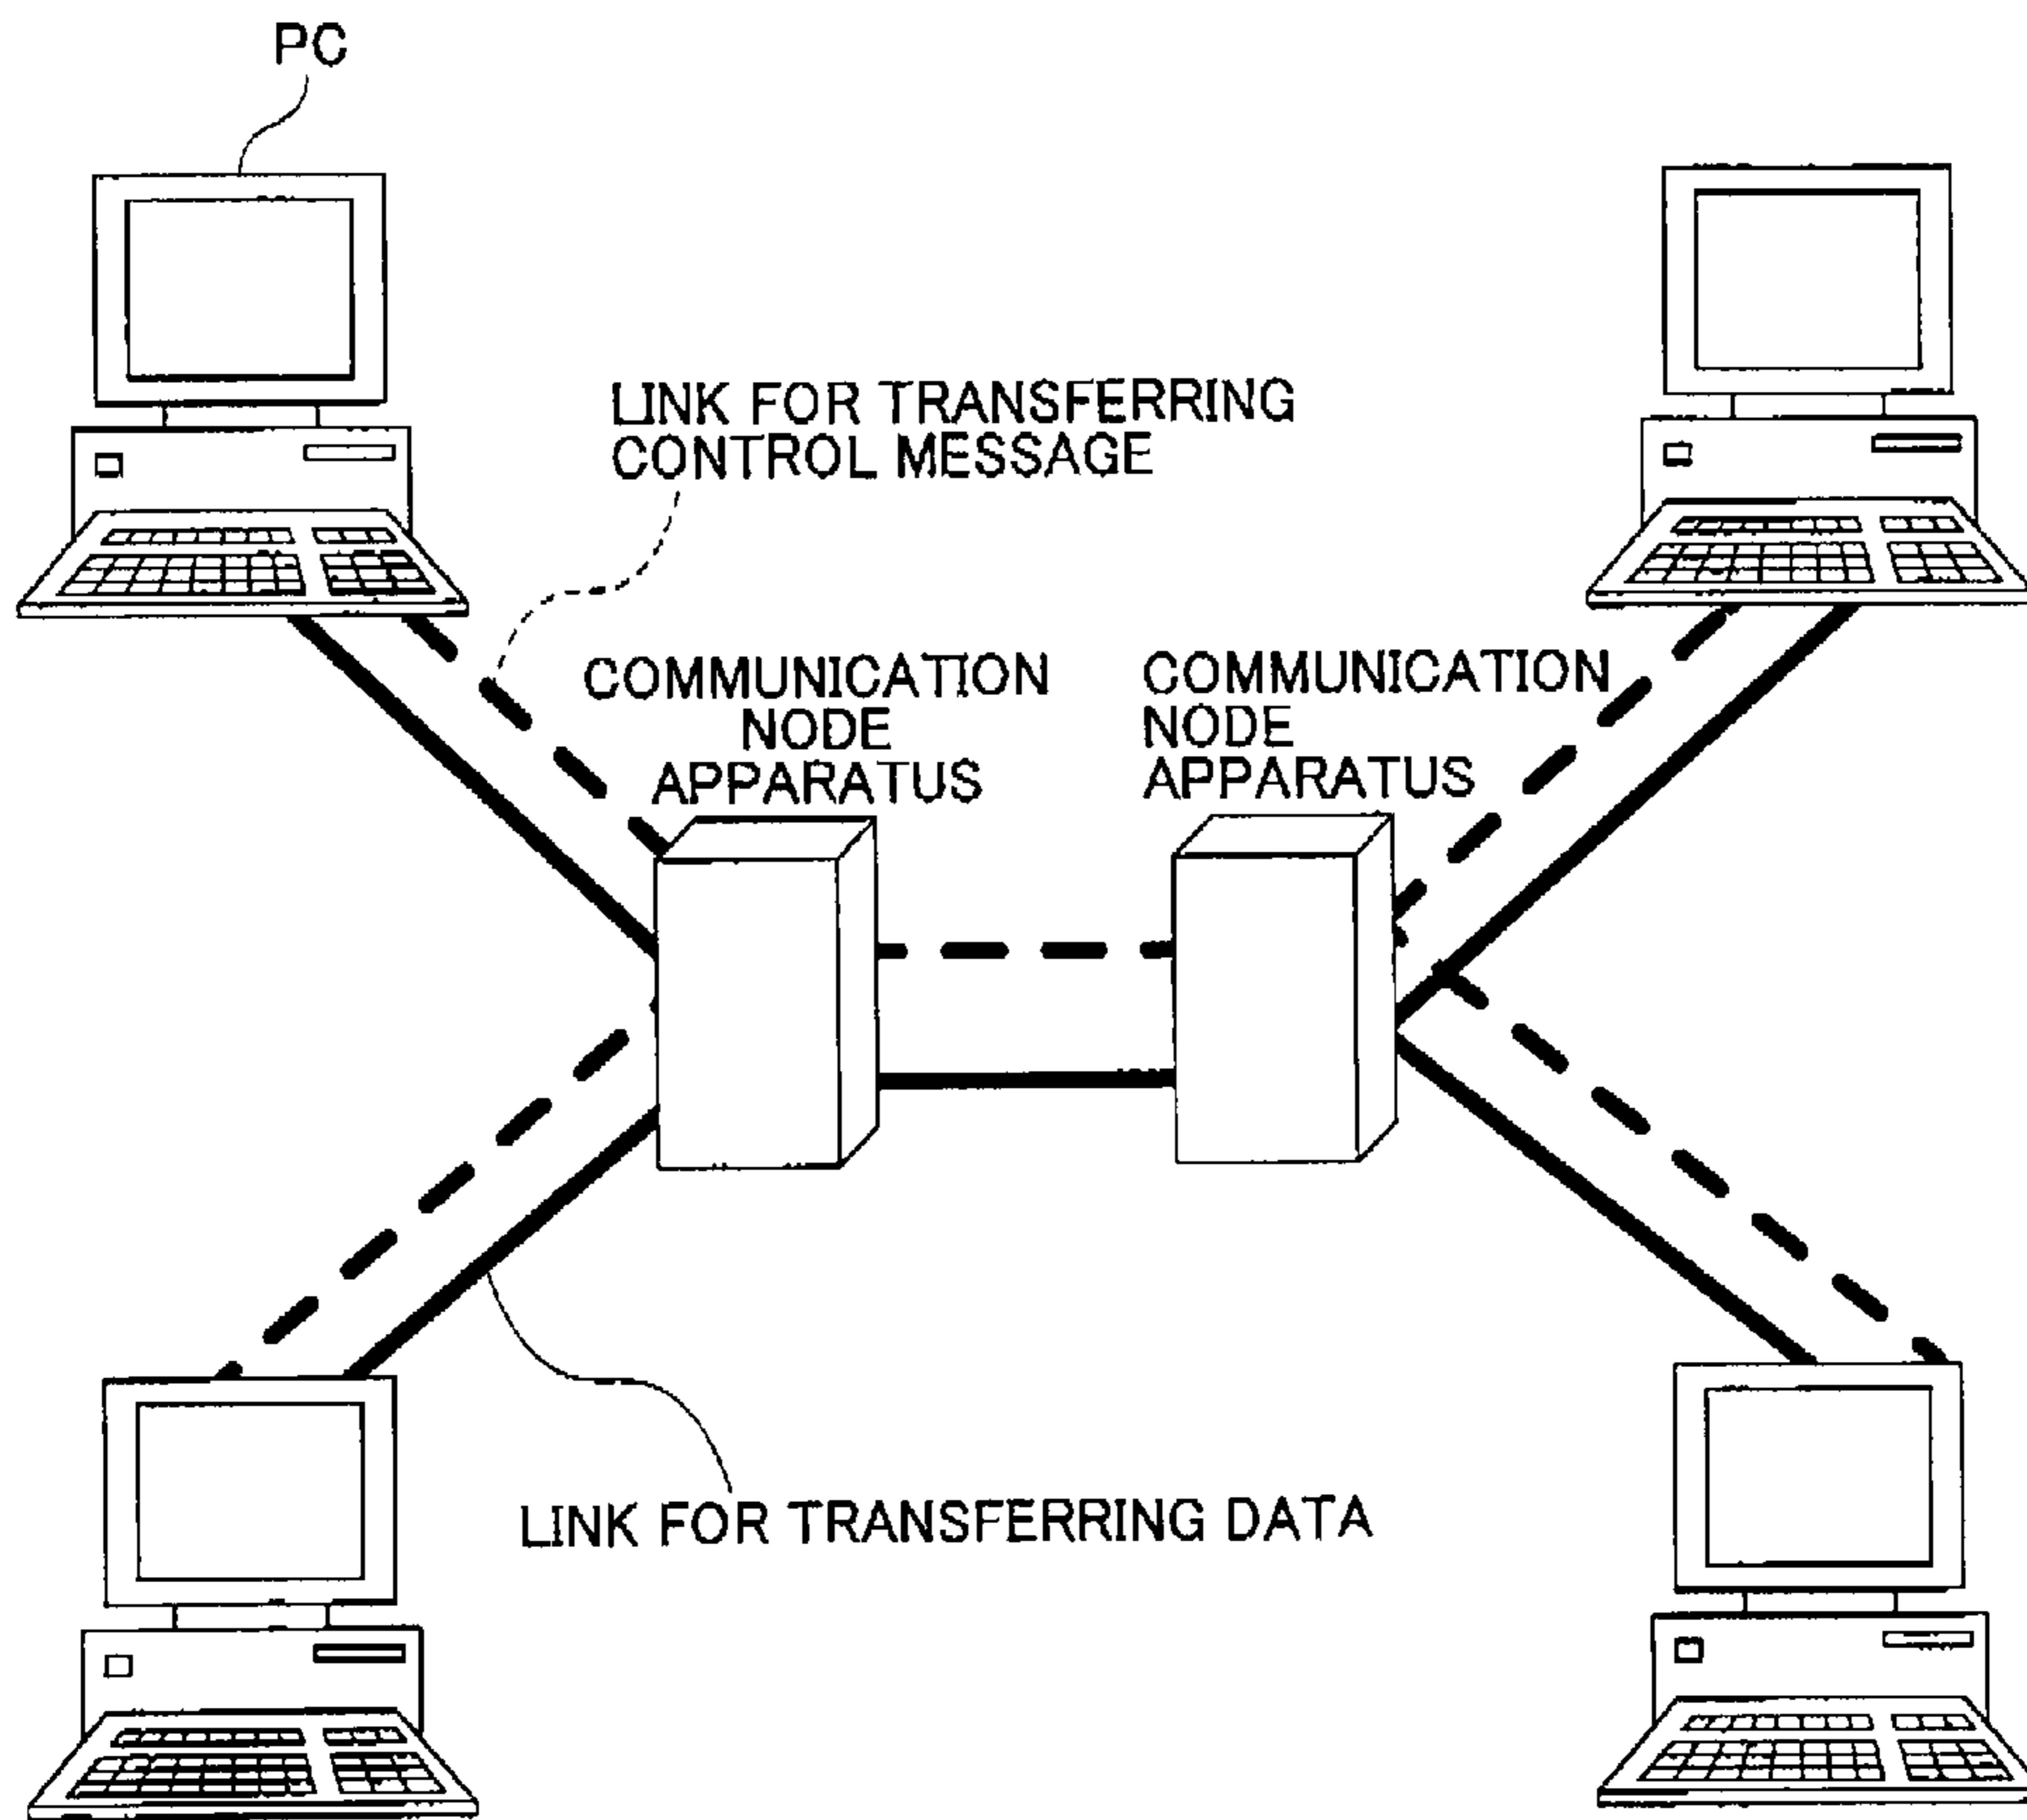 PC
LINK FOR TRANSFERRING
CONTROL MESSAGE
COMMUNICATION
NODE
APPARATUS
COMMUNICATION
NODE
APPARATUS
LINK FOR TRANSFERRING DATA